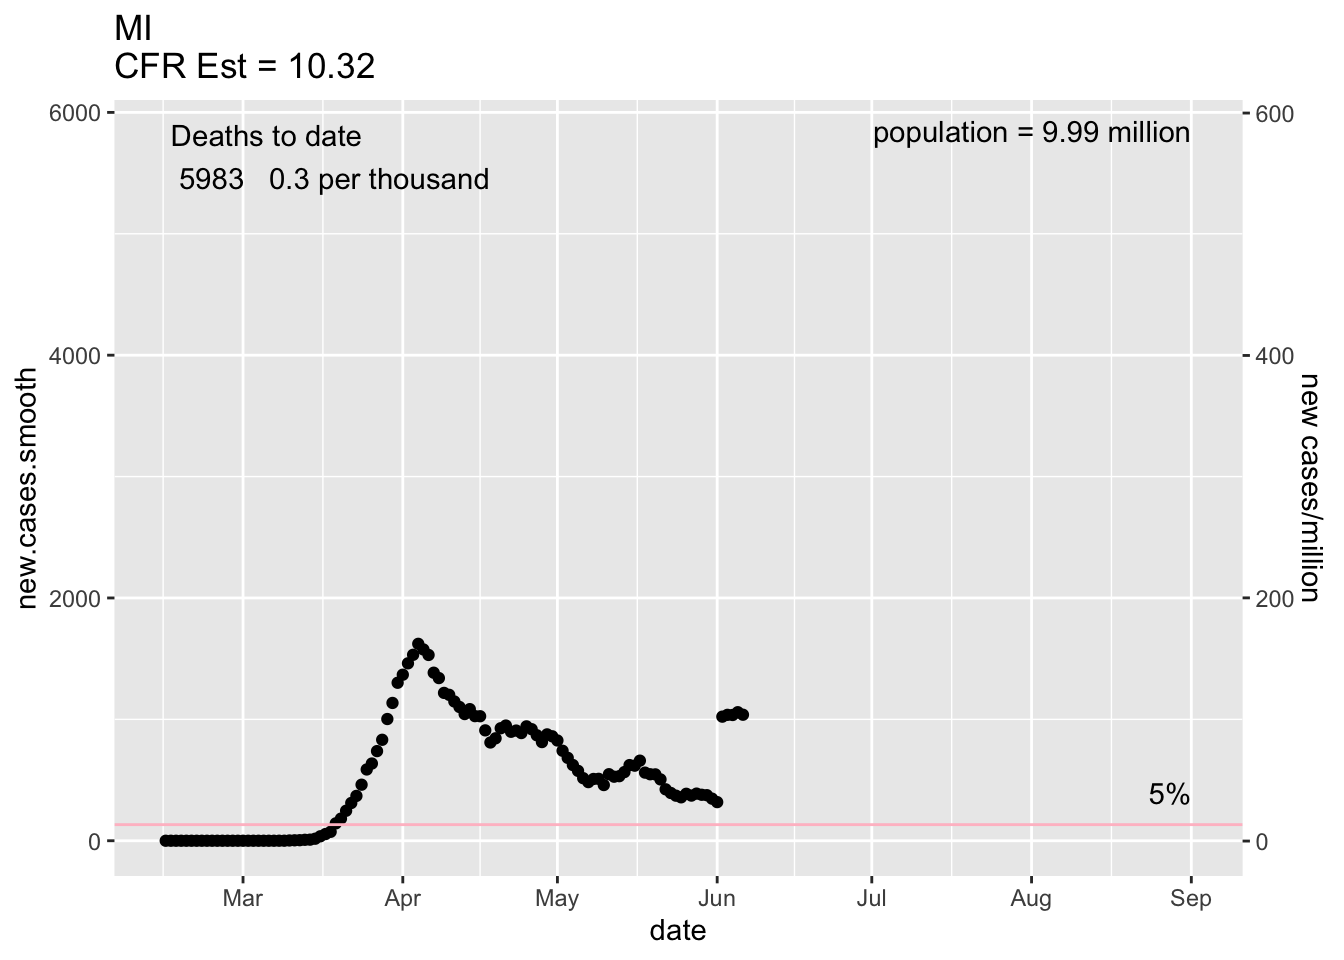 MI
CFR Est = 10.32
Deaths to date
5983 0.3 per thousand
population = 9.99 million
6000
4000
2000
0
new.cases.smooth
600
400
200
0
new cases/million
5%
Mar Apr May Jun Jul Aug Sep
date